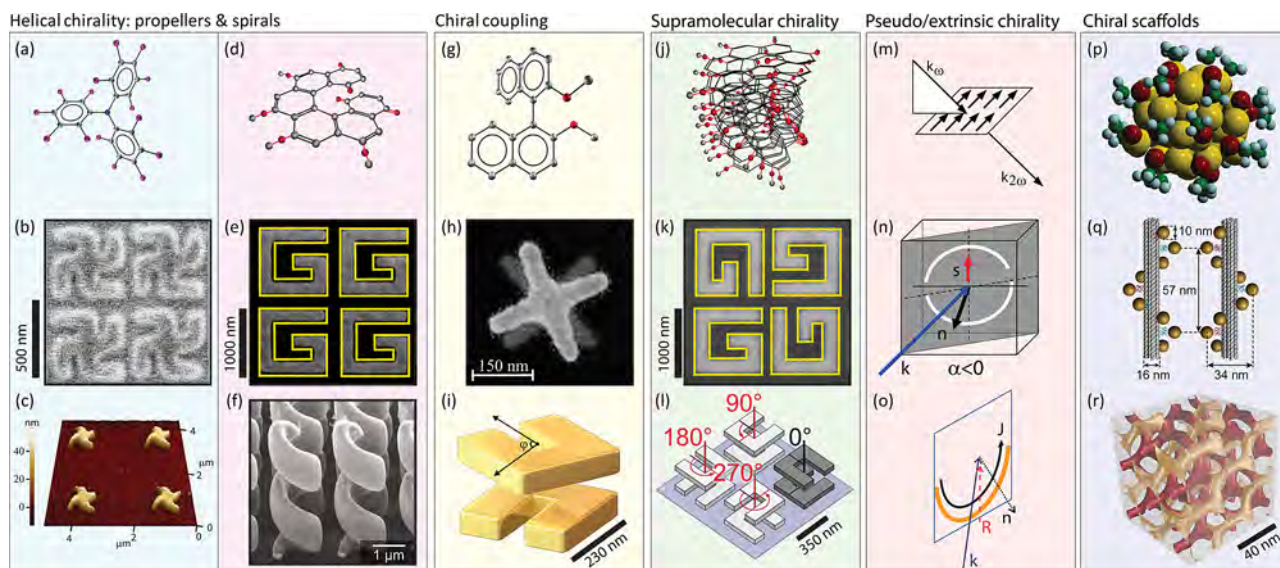 Helical chirality: propellers & spirals
Chiral coupling
Supramolecular chirality
Pseudo/extrinsic chirality
Chiral scaffolds
(a)
(d)
(g)
(j)
(m)
kω
k2ω
(p)
(b)
500 nm
(e)
1000 nm
(h)
150 nm
(k)
1000 nm
(n)
s
n
k
α<0
(q)
10 nm
57 nm
16 nm
34 nm
(c)
nm
40
20
0
4
μm
2
0
4
2
0
μm
(f)
1 μm
(i)
φ
230 nm
(l)
90°
180°
0°
270°
350 nm
(o)
J
R
n
k
(r)
40 nm